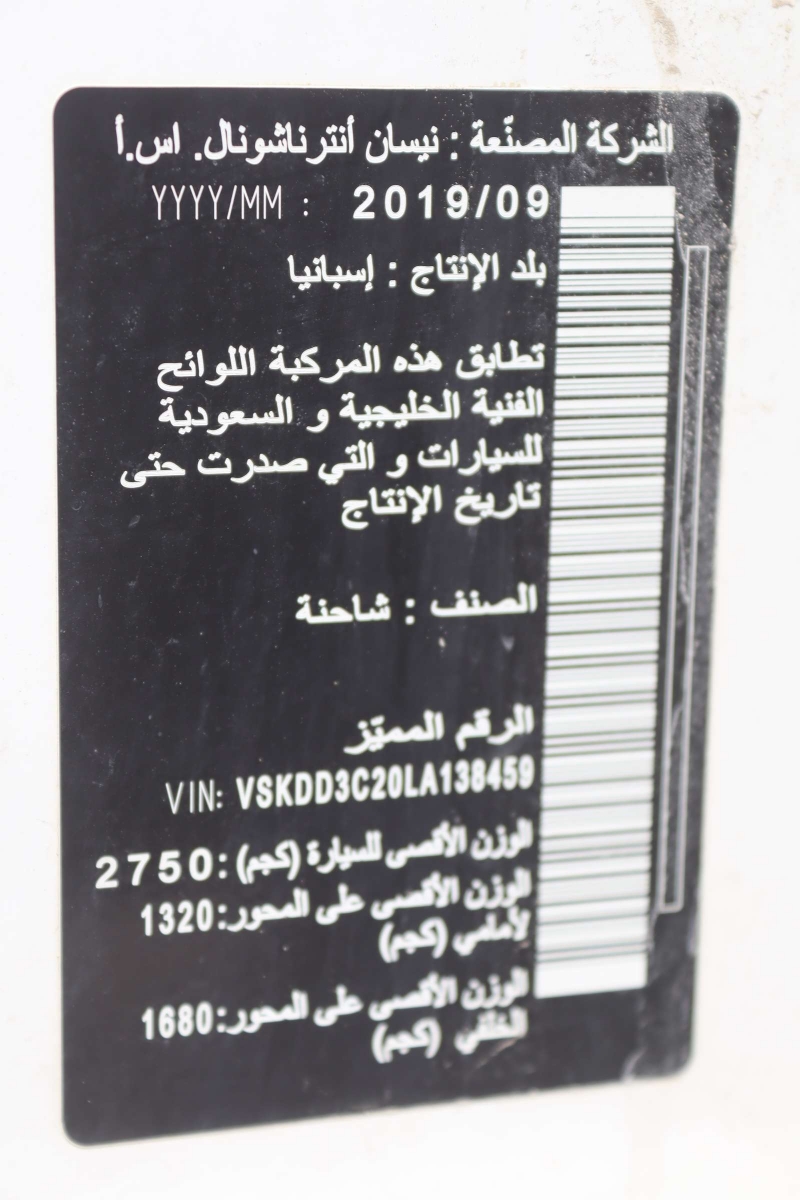 الشركة المصنّعة : نيسان أنترناشونال. اس.أ
YYYY/MM : 2019/09
بلد الإنتاج : إسبانيا
تطابق هذه المركبة اللوائح
الفنية الخليجية و السعودية
للسيارات و التي صدرت حتى
تاريخ الإنتاج
الصنف : شاحنة
الرقم المميّز
VIN: VSKDD3C20LA138459
الوزن الأقصى للسيارة (كجم):2750
الوزن الأقصى على المحور:1320
لأمامي (كجم)
الوزن الأقصى على المحور:1680
الخلفي (كجم)